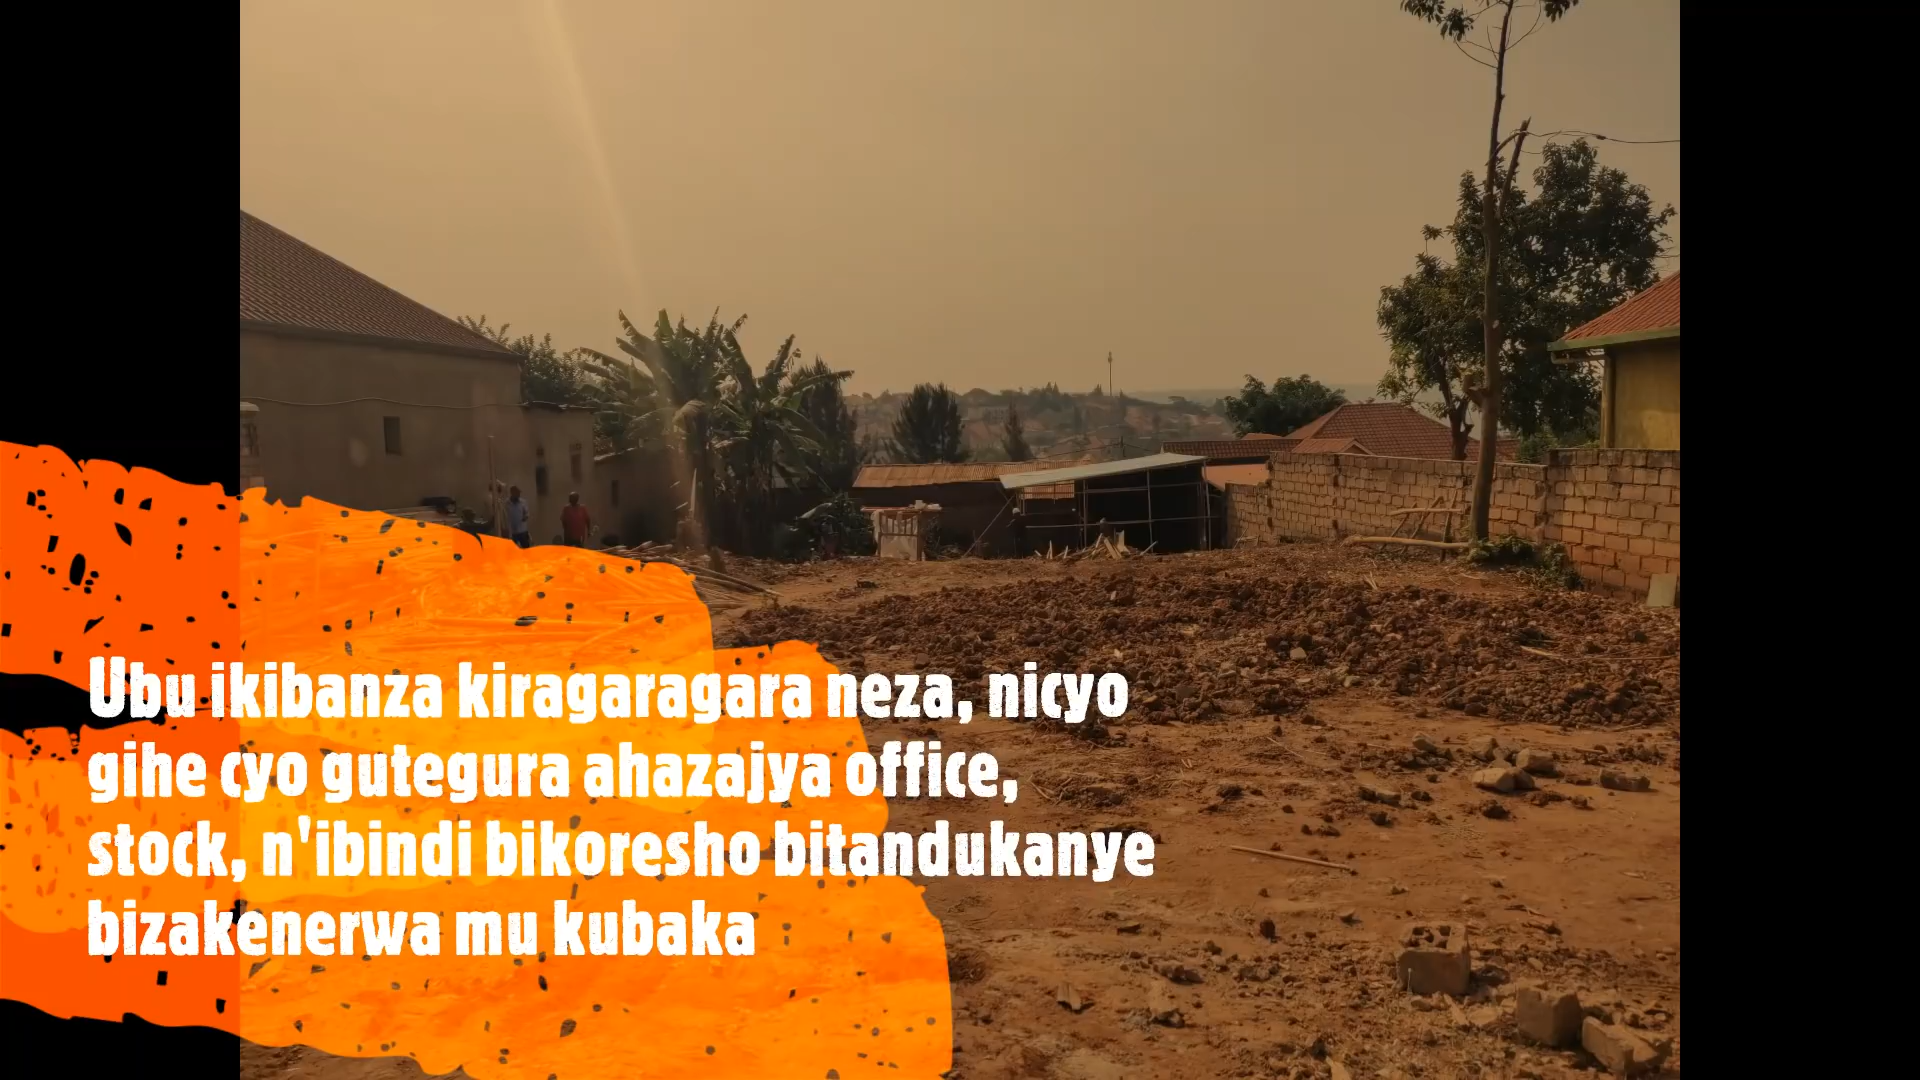 Ubu ikibanza kiragaragara neza, nicyo
gihe cyo gutegura ahazajya office,
stock, n'ibindi bikoresho bitandukanye
bizakenerwa mu kubaka